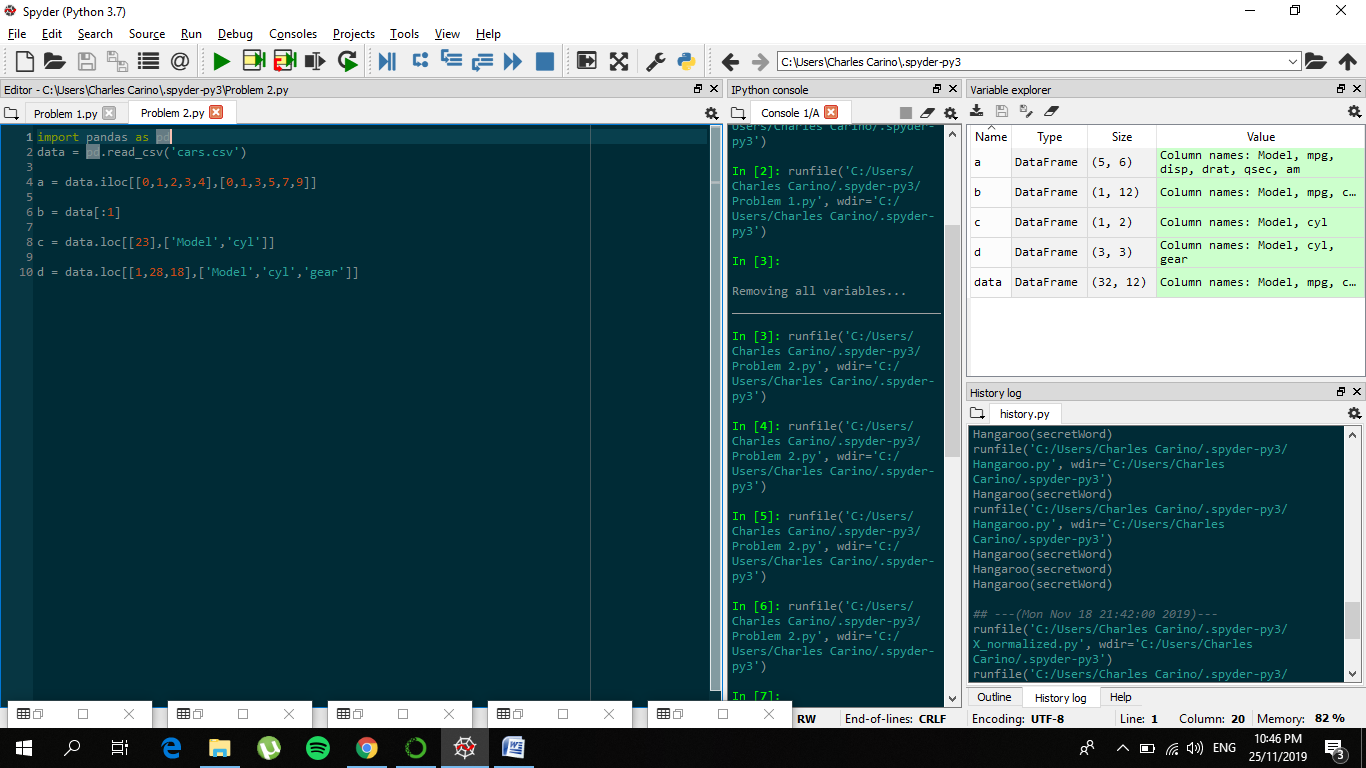 Spyder (Python 3.7)
File Edit Search Source Run Debug Consoles Projects Tools View Help
C:\Users\Charles Carino\.spyder-py3
Editor - C:\Users\Charles Carino\.spyder-py3\Problem 2.py
Problem 1.py Problem 2.py
1 import pandas as pd
2 data = pd.read_csv('cars.csv')
3
4 a = data.iloc[[0,1,2,3,4],[0,1,3,5,7,9]]
5
6 b = data[:1]
7
8 c = data.loc[[23],['Model','cyl']]
9
10 d = data.loc[[1,28,18],['Model','cyl','gear']]
IPython console
Console 1/A
Users/Charles Carino/.spyder-
py3')
In [2]: runfile('C:/Users/
Charles Carino/.spyder-py3/
Problem 1.py', wdir='C:/
Users/Charles Carino/.spyder-
py3')
In [3]:
Removing all variables...
In [3]: runfile('C:/Users/
Charles Carino/.spyder-py3/
Problem 2.py', wdir='C:/
Users/Charles Carino/.spyder-
py3')
In [4]: runfile('C:/Users/
Charles Carino/.spyder-py3/
Problem 2.py', wdir='C:/
Users/Charles Carino/.spyder-
py3')
In [5]: runfile('C:/Users/
Charles Carino/.spyder-py3/
Problem 2.py', wdir='C:/
Users/Charles Carino/.spyder-
py3')
In [6]: runfile('C:/Users/
Charles Carino/.spyder-py3/
Problem 2.py', wdir='C:/
Users/Charles Carino/.spyder-
py3')
In [7]:
Variable explorer
Name Type Size Value
a DataFrame (5, 6) Column names: Model, mpg,
disp, drat, qsec, am
b DataFrame (1, 12) Column names: Model, mpg, c…
c DataFrame (1, 2) Column names: Model, cyl
d DataFrame (3, 3) Column names: Model, cyl,
gear
data DataFrame (32, 12) Column names: Model, mpg, c…
History log
history.py
Hangaroo(secretWord)
runfile('C:/Users/Charles Carino/.spyder-py3/
Hangaroo.py', wdir='C:/Users/Charles
Carino/.spyder-py3')
Hangaroo(secretWord)
runfile('C:/Users/Charles Carino/.spyder-py3/
Hangaroo.py', wdir='C:/Users/Charles
Carino/.spyder-py3')
Hangaroo(secretWord)
Hangaroo(secretWord)
Hangaroo(secretWord)
## ---(Mon Nov 18 21:42:00 2019)---
runfile('C:/Users/Charles Carino/.spyder-py3/
X_normalized.py', wdir='C:/Users/Charles
Carino/.spyder-py3')
runfile('C:/Users/Charles Carino/.spyder-py3/
Outline History log Help
RW End-of-lines: CRLF Encoding: UTF-8 Line: 1 Column: 20 Memory: 82 %
ENG
10:46 PM
25/11/2019
3